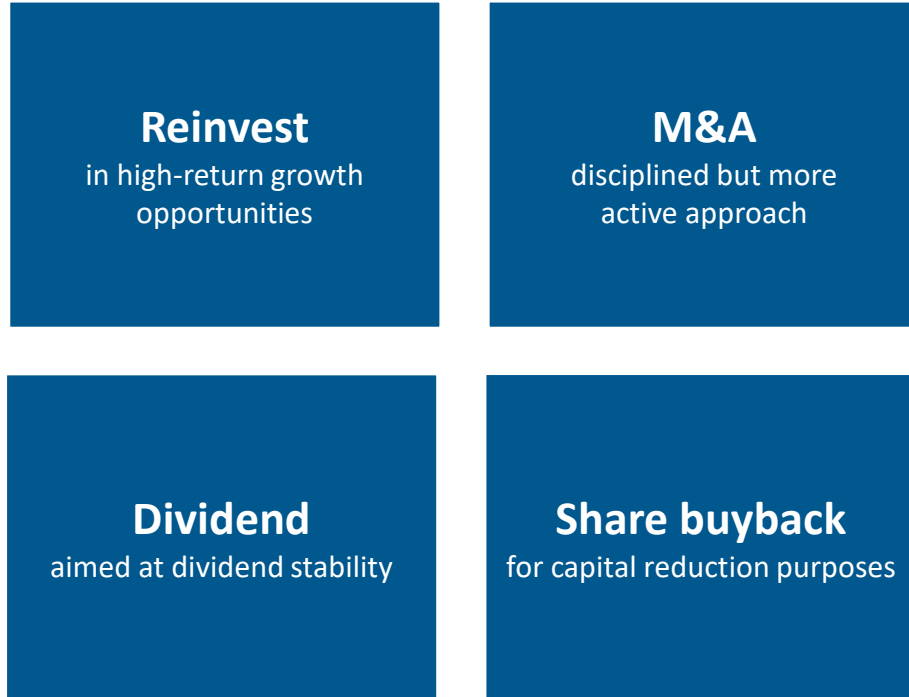 Reinvest
in high-return growth
opportunities
M&A
disciplined but more
active approach
Dividend
aimed at dividend stability
Share buyback
for capital reduction purposes